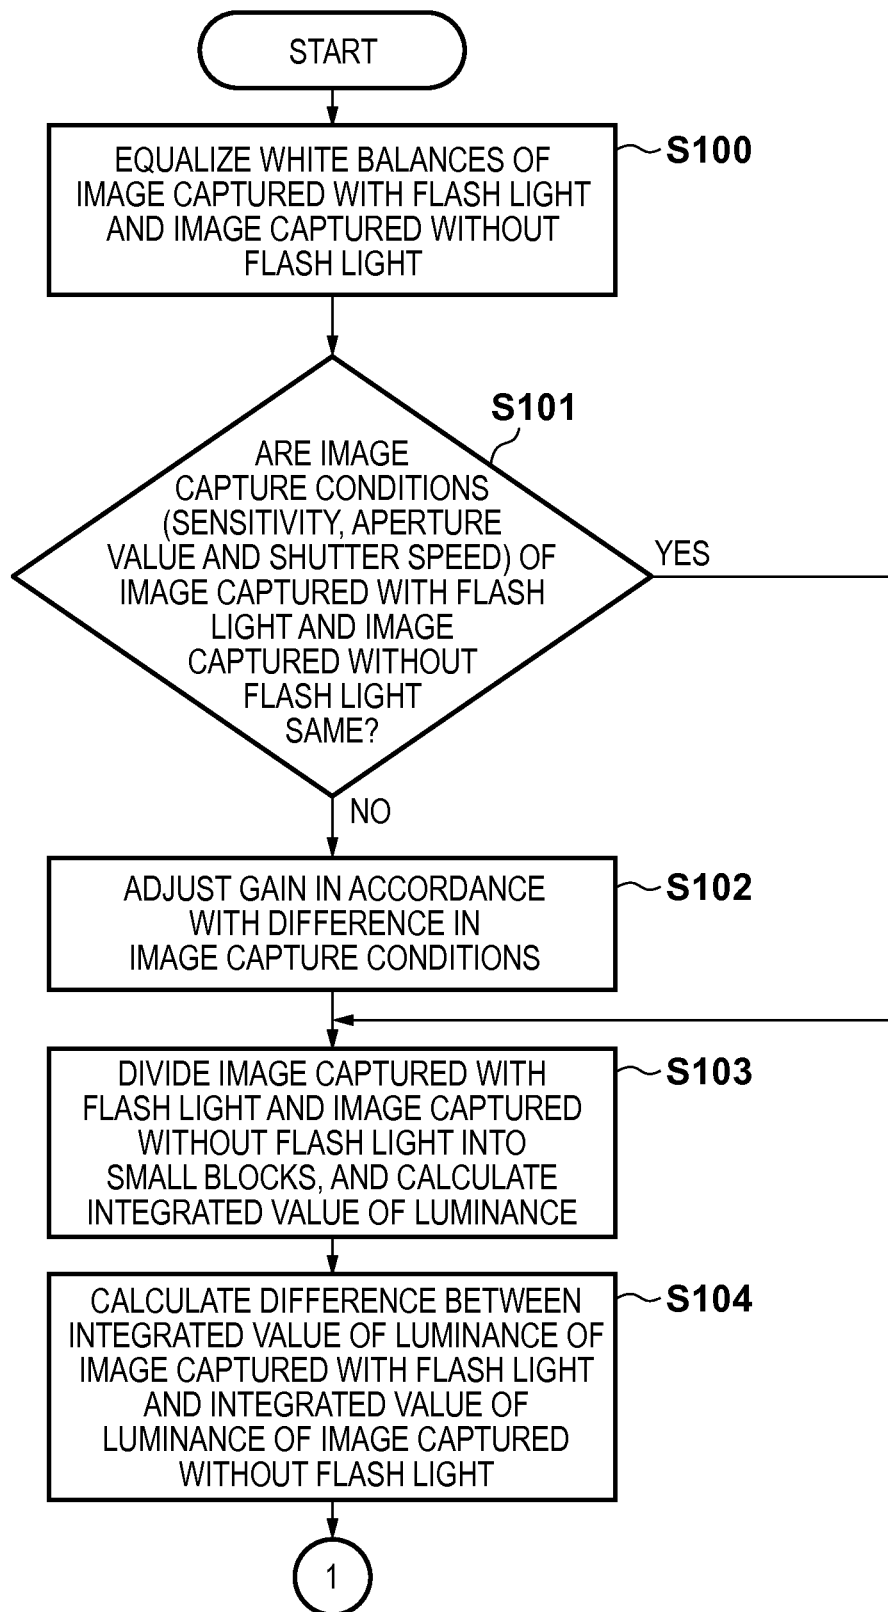 START
EQUALIZE WHITE BALANCES OF
IMAGE CAPTURED WITH FLASH LIGHT
AND IMAGE CAPTURED WITHOUT
FLASH LIGHT
S100
S101
ARE IMAGE
CAPTURE CONDITIONS
(SENSITIVITY, APERTURE
VALUE AND SHUTTER SPEED) OF
IMAGE CAPTURED WITH FLASH
LIGHT AND IMAGE
CAPTURED WITHOUT
FLASH LIGHT
SAME?
YES
NO
ADJUST GAIN IN ACCORDANCE
WITH DIFFERENCE IN
IMAGE CAPTURE CONDITIONS
S102
DIVIDE IMAGE CAPTURED WITH
FLASH LIGHT AND IMAGE CAPTURED
WITHOUT FLASH LIGHT INTO
SMALL BLOCKS, AND CALCULATE
INTEGRATED VALUE OF LUMINANCE
S103
CALCULATE DIFFERENCE BETWEEN
INTEGRATED VALUE OF LUMINANCE OF
IMAGE CAPTURED WITH FLASH LIGHT
AND INTEGRATED VALUE OF
LUMINANCE OF IMAGE CAPTURED
WITHOUT FLASH LIGHT
S104
1